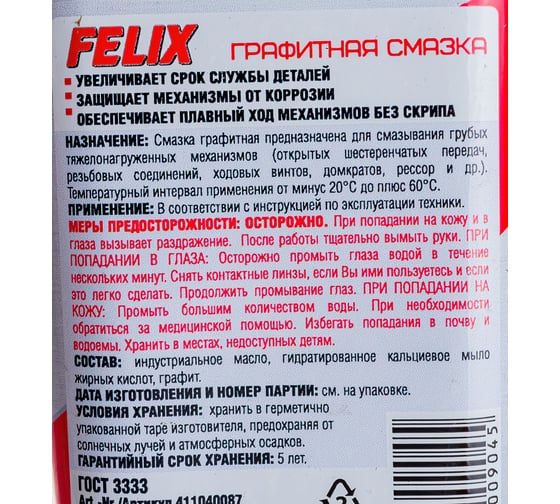 FELIX ГРАФИТНАЯ СМАЗКА
УВЕЛИЧИВАЕТ СРОК СЛУЖБЫ ДЕТАЛЕЙ
ЗАЩИЩАЕТ МЕХАНИЗМЫ ОТ КОРРОЗИИ
ОБЕСПЕЧИВАЕТ ПЛАВНЫЙ ХОД МЕХАНИЗМОВ БЕЗ СКРИПА
НАЗНАЧЕНИЕ: Смазка графитная предназначена для смазывания грубых
тяжелонагруженных механизмов (открытых шестеренчатых передач,
резьбовых соединений, ходовых винтов, домкратов, рессор и др.).
Температурный интервал применения от минус 20°С до плюс 60°С.
ПРИМЕНЕНИЕ: В соответствии с инструкцией по эксплуатации техники.
МЕРЫ ПРЕДОСТОРОЖНОСТИ: ОСТОРОЖНО. При попадании на кожу и в
глаза вызывает раздражение. После работы тщательно вымыть руки. ПРИ
ПОПАДАНИИ В ГЛАЗА: Осторожно промыть глаза водой в течение
нескольких минут. Снять контактные линзы, если Вы ими пользуетесь и если
это легко сделать. Продолжить промывание глаз. ПРИ ПОПАДАНИИ НА
КОЖУ: Промыть большим количеством воды. При необходимости
обратиться за медицинской помощью. Избегать попадания в почву и
водоемы. Хранить в местах, недоступных детям.
СОСТАВ: индустриальное масло, гидратированное кальциевое мыло
жирных кислот, графит.
ДАТА ИЗГОТОВЛЕНИЯ И НОМЕР ПАРТИИ: см. на упаковке.
УСЛОВИЯ ХРАНЕНИЯ: хранить в герметично
упакованной таре изготовителя, предохраняя от
солнечных лучей и атмосферных осадков.
ГАРАНТИЙНЫЙ СРОК ХРАНЕНИЯ: 5 лет.
ГОСТ 3333
Art.-Nr./Артикул 411040087